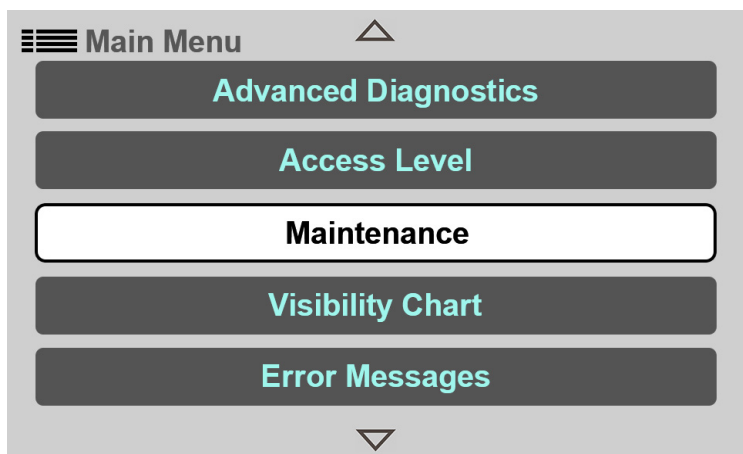 Main Menu
Advanced Diagnostics
Access Level
Maintenance
Visibility Chart
Error Messages